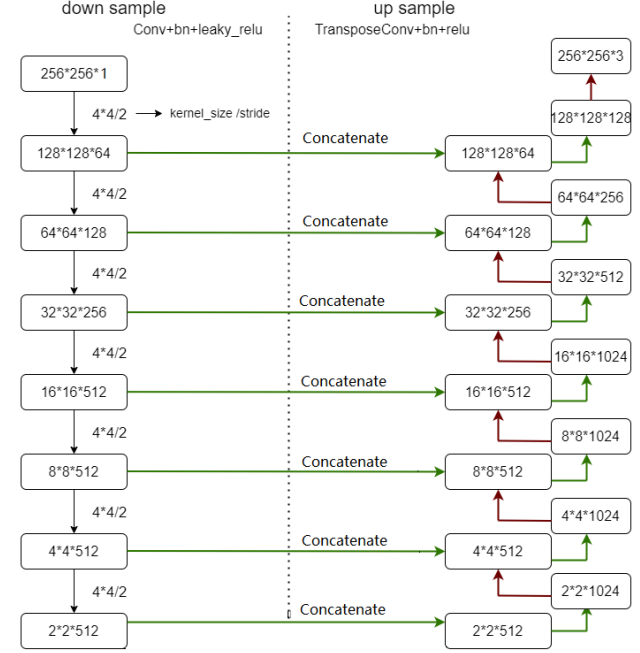 down sample
up sample
Conv+bn+leaky_relu
TransposeConv+bn+relu
256*256*3
256*256*1
4*4/2
kernel_size /stride
128*128*128
Concatenate
128*128*64
128*128*64
4*4/2
64*64*256
Concatenate
64*64*128
64*64*128
4*4/2
32*32*512
Concatenate
32*32*256
32*32*256
4*4/2
16*16*1024
Concatenate
16*16*512
16*16*512
4*4/2
8*8*1024
Concatenate
8*8*512
8*8*512
4*4/2
4*4*1024
Concatenate
4*4*512
4*4*512
4*4/2
2*2*1024
Concatenate
2*2*512
2*2*512